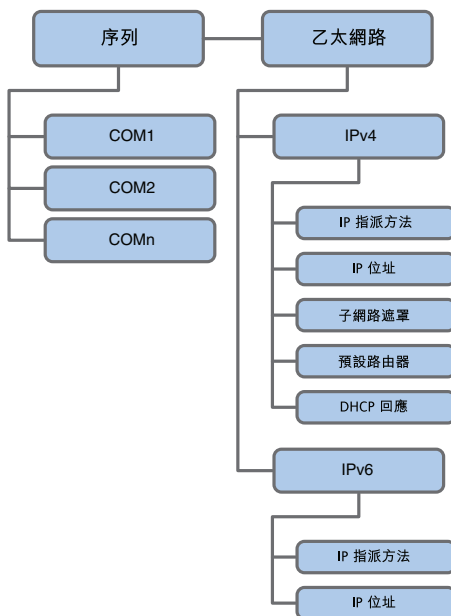 序列
乙太網路
COM1
COM2
COMn
IPv4
IP 指派方法
IP 位址
子網路遮罩
預設路由器
DHCP 回應
IPv6
IP 指派方法
IP 位址